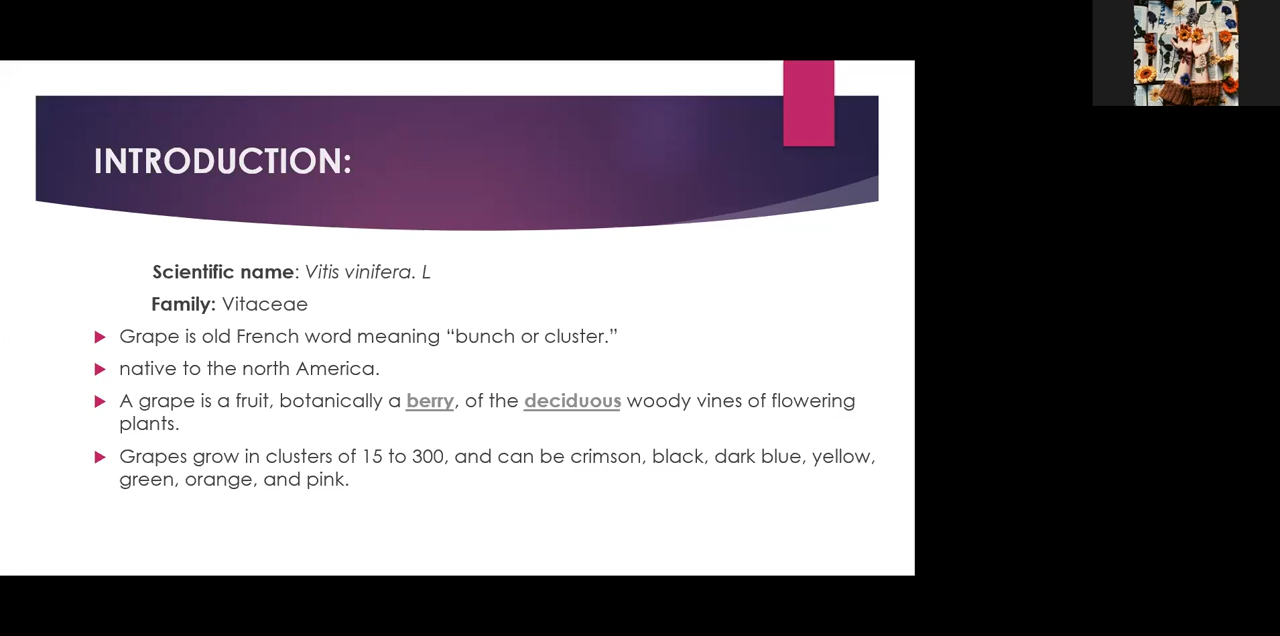 INTRODUCTION:
Scientific name: Vitis vinifera. L
Family: Vitaceae
Grape is old French word meaning “bunch or cluster.”
native to the north America.
A grape is a fruit, botanically a berry, of the deciduous woody vines of flowering
plants.
Grapes grow in clusters of 15 to 300, and can be crimson, black, dark blue, yellow,
green, orange, and pink.